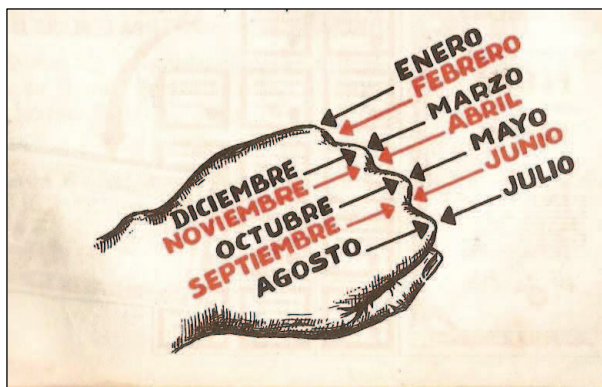 ENERO
FEBRERO
MARZO
ABRIL
MAYO
JUNIO
JULIO
DICIEMBRE
NOVIEMBRE
OCTUBRE
SEPTIEMBRE
AGOSTO